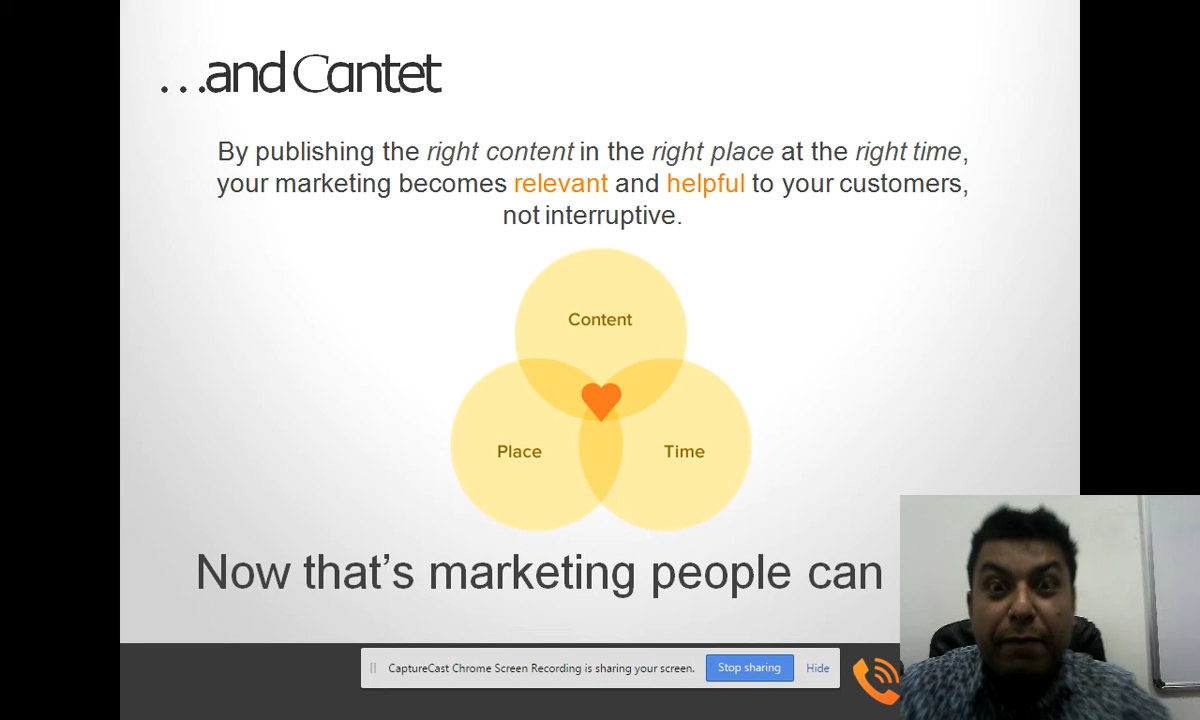 ...and Cantet
By publishing the right content in the right place at the right time,
your marketing becomes relevant and helpful to your customers,
not interruptive.
Content
Place
Time
Now that’s marketing people can
CaptureCast Chrome Screen Recording is sharing your screen.
Stop sharing
Hide